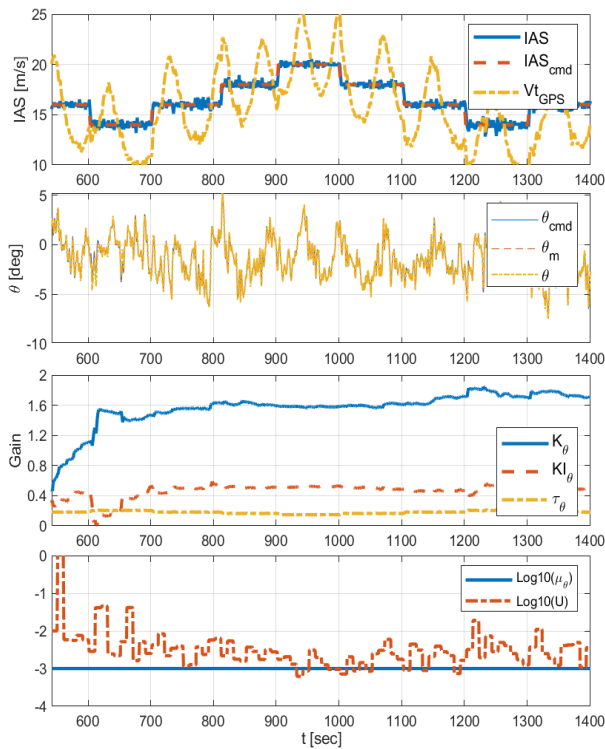 25
20
15
10
IAS [m/s]
IAS
IAS_cmd
Vt_GPS
600 700 800 900 1000 1100 1200 1300 1400
5
0
-5
-10
θ [deg]
θ_cmd
θ_m
θ
600 700 800 900 1000 1100 1200 1300 1400
2
1.6
1.2
0.8
0.4
0
Gain
K_θ
KI_θ
τ_θ
600 700 800 900 1000 1100 1200 1300 1400
0
-1
-2
-3
-4
Log10(μ_θ)
Log10(U)
600 700 800 900 1000 1100 1200 1300 1400
t [sec]